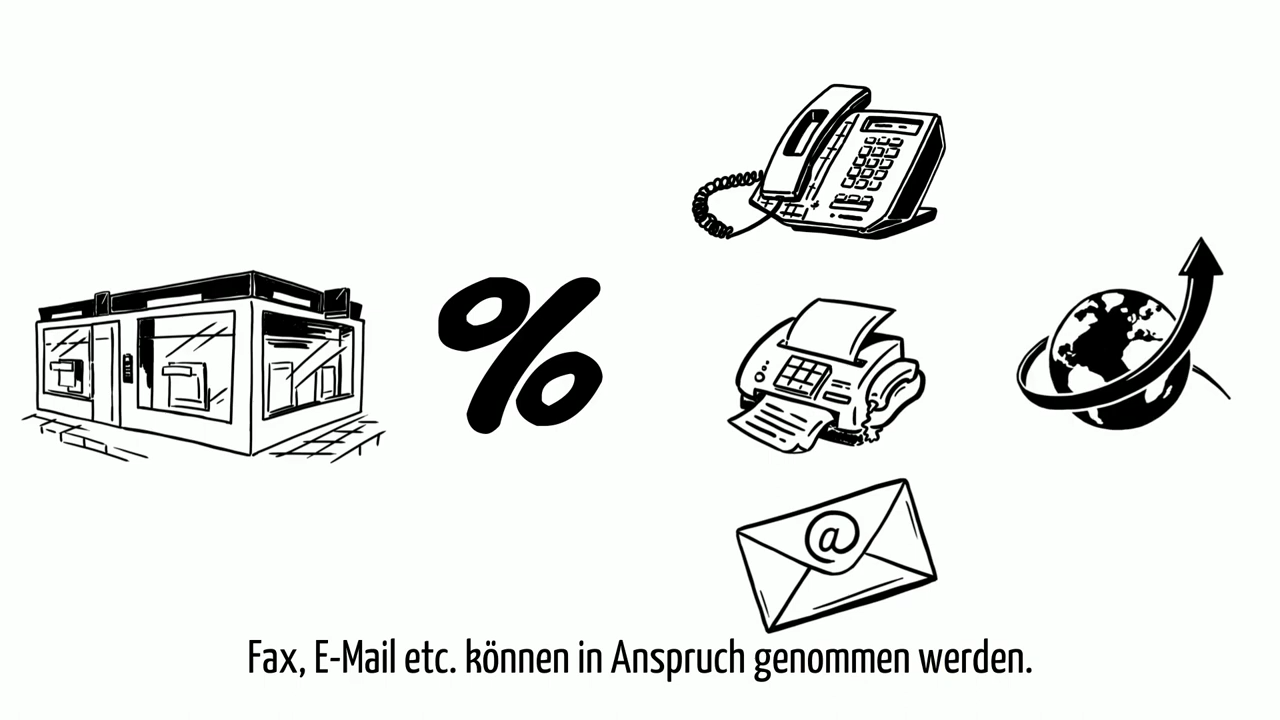 %
@
Fax, E-Mail etc. können in Anspruch genommen werden.